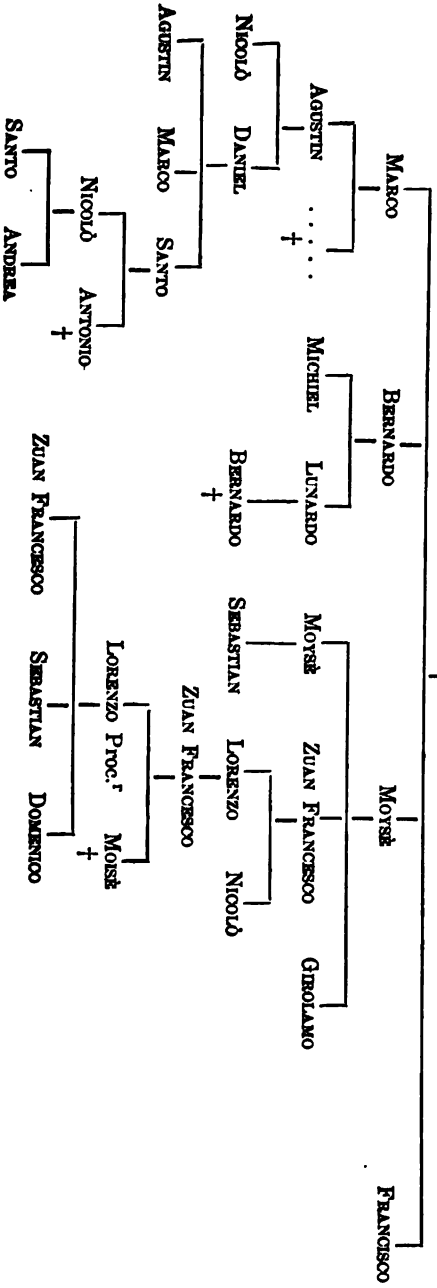 MARCO BERNARDO MOYSÈ FRANCISCO
AGUSTIN ..... MICHIEL LUNARDO MOYSÈ ZUAN FRANCESCO GIROLAMO
+
NICOLÒ DANIEL BERNARDO SEBASTIAN LORENZO NICOLÒ
+
AGUSTIN MARCO SANTO ZUAN FRANCESCO
NICOLÒ ANTONIO LORENZO PROC.r MOISÈ
+ +
SANTO ANDREA ZUAN FRANCESCO SEBASTIAN DOMENICO